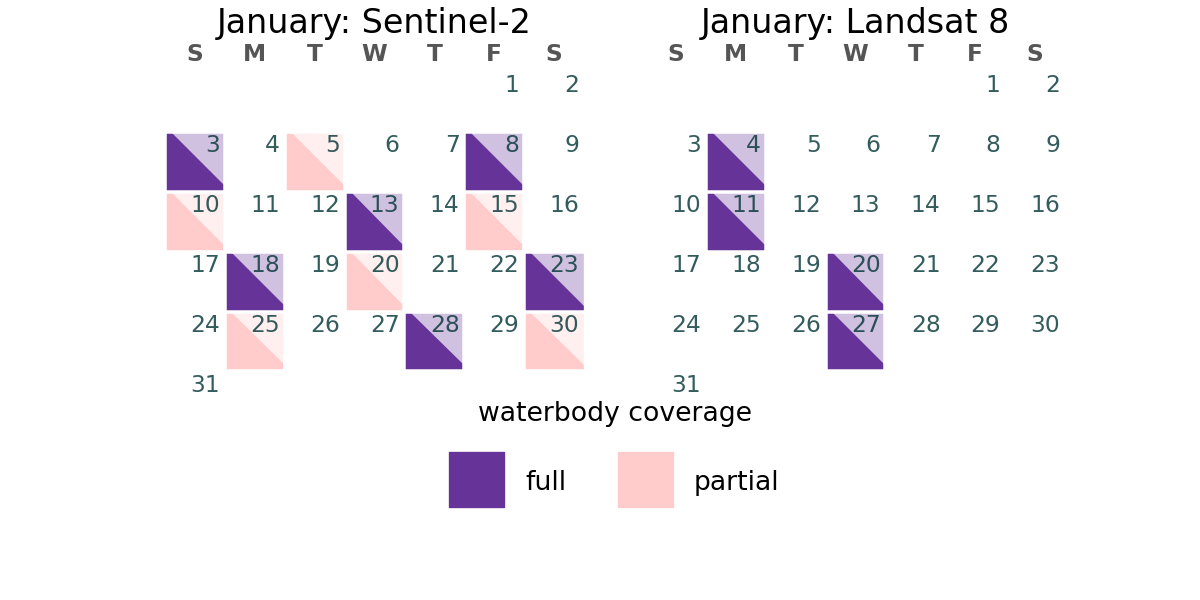 January: Sentinel-2
S M T W T F S
1 2
3 4 5 6 7 8 9
10 11 12 13 14 15 16
17 18 19 20 21 22 23
24 25 26 27 28 29 30
31
January: Landsat 8
S M T W T F S
1 2
3 4 5 6 7 8 9
10 11 12 13 14 15 16
17 18 19 20 21 22 23
24 25 26 27 28 29 30
31
waterbody coverage
full partial